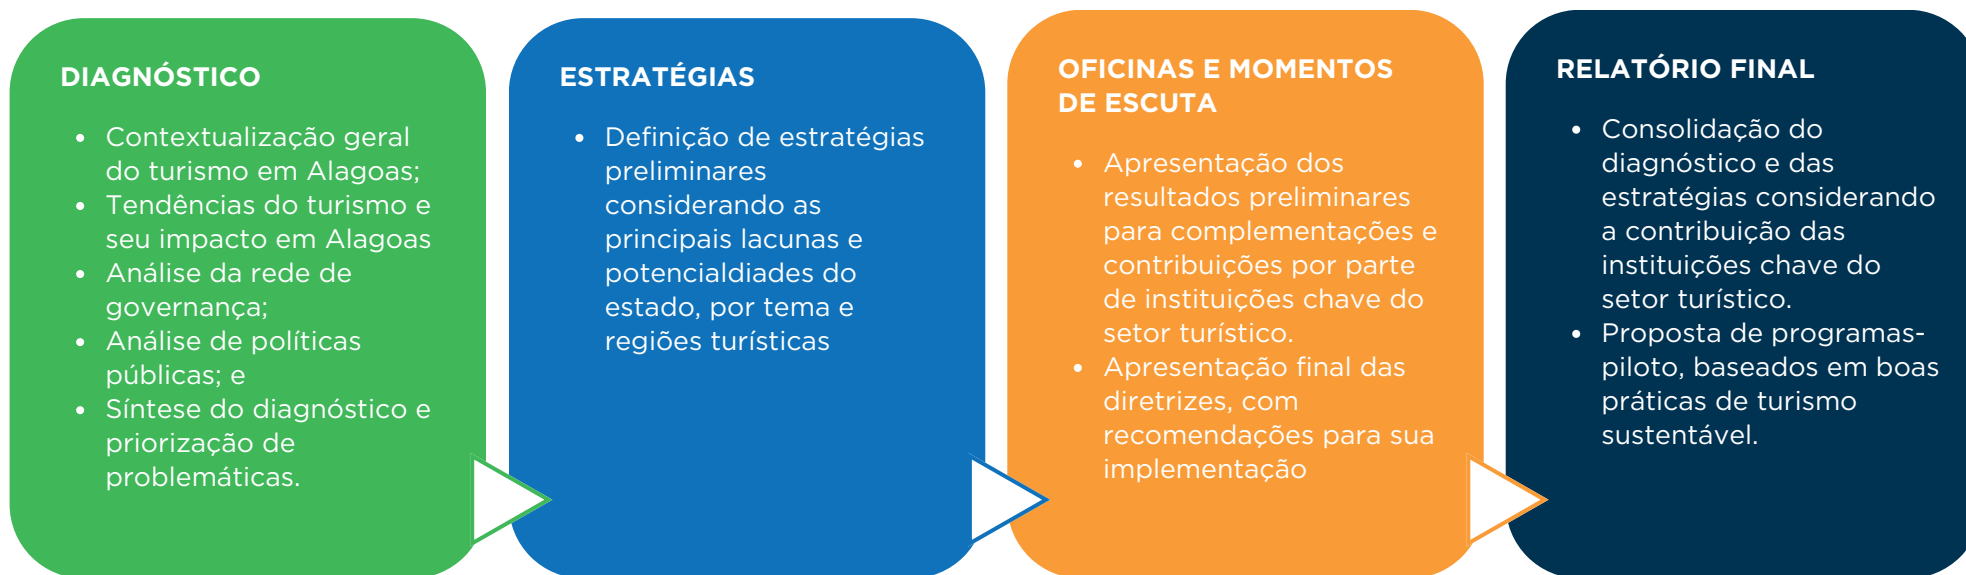 DIAGNÓSTICO
• Contextualização geral
do turismo em Alagoas;
• Tendências do turismo e
seu impacto em Alagoas
• Análise da rede de
governança;
• Análise de políticas
públicas; e
• Síntese do diagnóstico e
priorização de
problemáticas.
ESTRATÉGIAS
• Definição de estratégias
preliminares
considerando as
principais lacunas e
potencialdiades do
estado, por tema e
regiões turísticas
OFICINAS E MOMENTOS
DE ESCUTA
• Apresentação dos
resultados preliminares
para complementações e
contribuições por parte
de instituições chave do
setor turístico.
• Apresentação final das
diretrizes, com
recomendações para sua
implementação
RELATÓRIO FINAL
• Consolidação do
diagnóstico e das
estratégias considerando
a contribuição das
instituições chave do
setor turístico.
• Proposta de programas-
piloto, baseados em boas
práticas de turismo
sustentável.